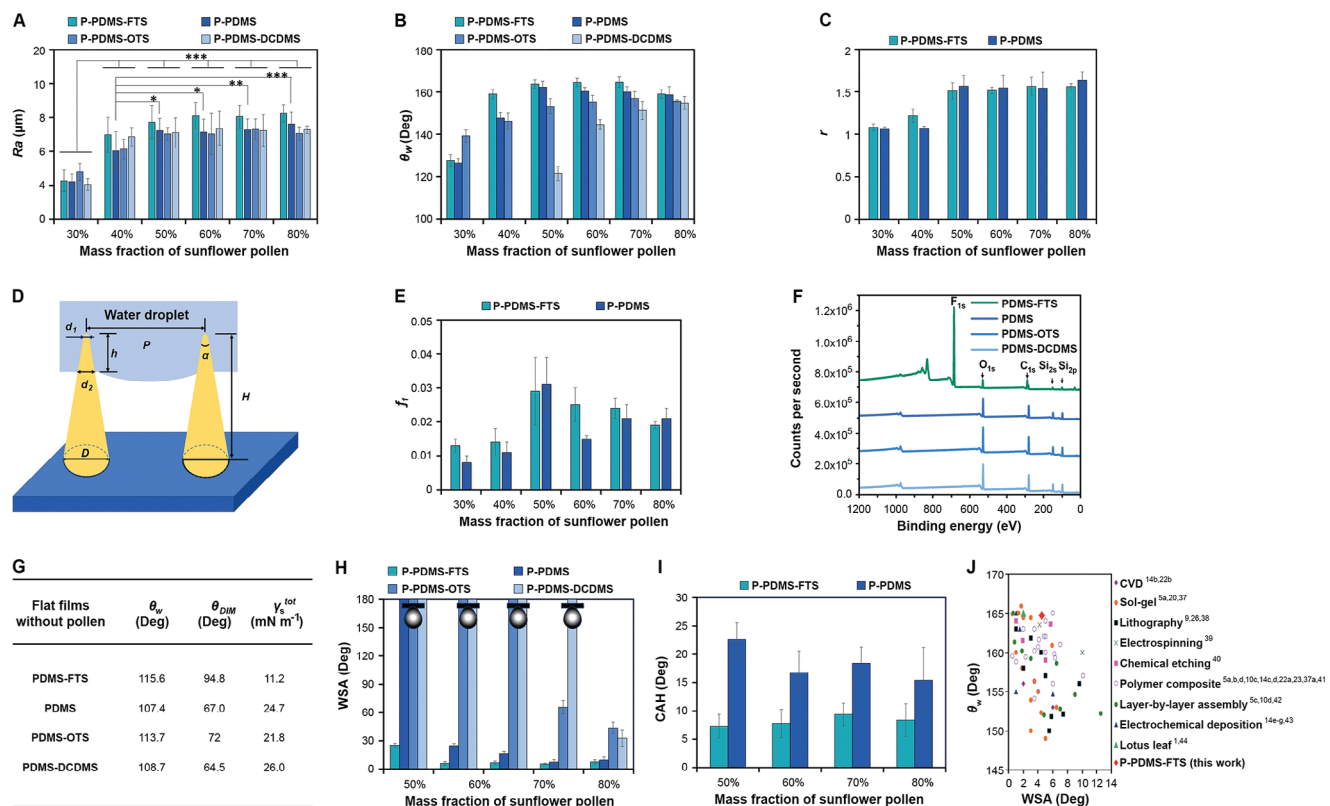 A
P-PDMS-FTS
P-PDMS
P-PDMS-OTS
P-PDMS-DCDMS
20
8
6
4
0
Ra (µm)
***
***
**
*
*
30% 40% 50% 60% 70% 80%
Mass fraction of sunflower pollen
B
P-PDMS-FTS
P-PDMS
P-PDMS-OTS
P-PDMS-DCDMS
180
160
140
120
100
θw (Deg)
30% 40% 50% 60% 70% 80%
Mass fraction of sunflower pollen
C
P-PDMS-FTS
P-PDMS
2
1.5
1
0.5
0
r
30% 40% 50% 60% 70% 80%
Mass fraction of sunflower pollen
D
Water droplet
d1
P
h
α
d2
H
D
E
P-PDMS-FTS
P-PDMS
0.05
0.04
0.03
0.02
0.01
0
f1
30% 40% 50% 60% 70% 80%
Mass fraction of sunflower pollen
F
PDMS-FTS
PDMS
PDMS-OTS
PDMS-DCDMS
F1s
O1s
C1s
Si2s
Si2p
1.2x10⁶
1.0x10⁶
8.0x10⁵
6.0x10⁵
4.0x10⁵
2.0x10⁵
0.0
Counts per second
1200 1000 800 600 400 200 0
Binding energy (eV)
G
Flat films without pollen θw (Deg) θDIM (Deg) γs^tot (mN m⁻¹)
PDMS-FTS 115.6 94.8 11.2
PDMS 107.4 67.0 24.7
PDMS-OTS 113.7 72 21.8
PDMS-DCDMS 108.7 64.5 26.0
H
P-PDMS-FTS
P-PDMS
P-PDMS-OTS
P-PDMS-DCDMS
180
150
120
90
60
30
0
WSA (Deg)
50% 60% 70% 80%
Mass fraction of sunflower pollen
I
P-PDMS-FTS
P-PDMS
30
25
20
15
10
5
0
CAH (Deg)
50% 60% 70% 80%
Mass fraction of sunflower pollen
J
170
165
160
155
150
145
θw (Deg)
0 2 4 6 8 10 12 14
WSA (Deg)
CVD 14b,22b
Sol-gel 5a,20,37
Lithography 9,26,38
Electrospinning 39
Chemical etching 40
Polymer composite 5a,b,d,10c,14c,d,22a,23,37a,41
Layer-by-layer assembly 5c,10d,42
Electrochemical deposition 14e-g,43
Lotus leaf 1,44
P-PDMS-FTS (this work)